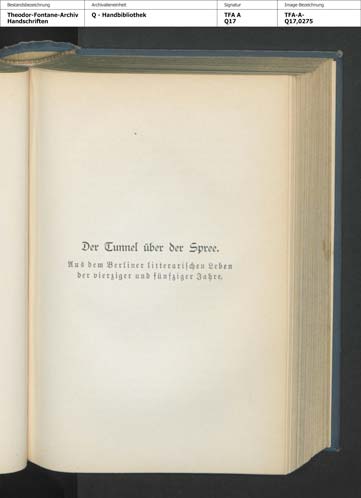 Bestandsbezeichnung
Archivalieneinheit
Signatur
Image-Bezeichnung
Theodor-Fontane-Archiv
Handschriften
Q - Handbibliothek
TFA A
Q17
TFA-A-
Q17,0275
Der Tunnel über der Spree.
Aus dem Berliner litterarischen Leben
der vierziger und fünfziger Jahre.